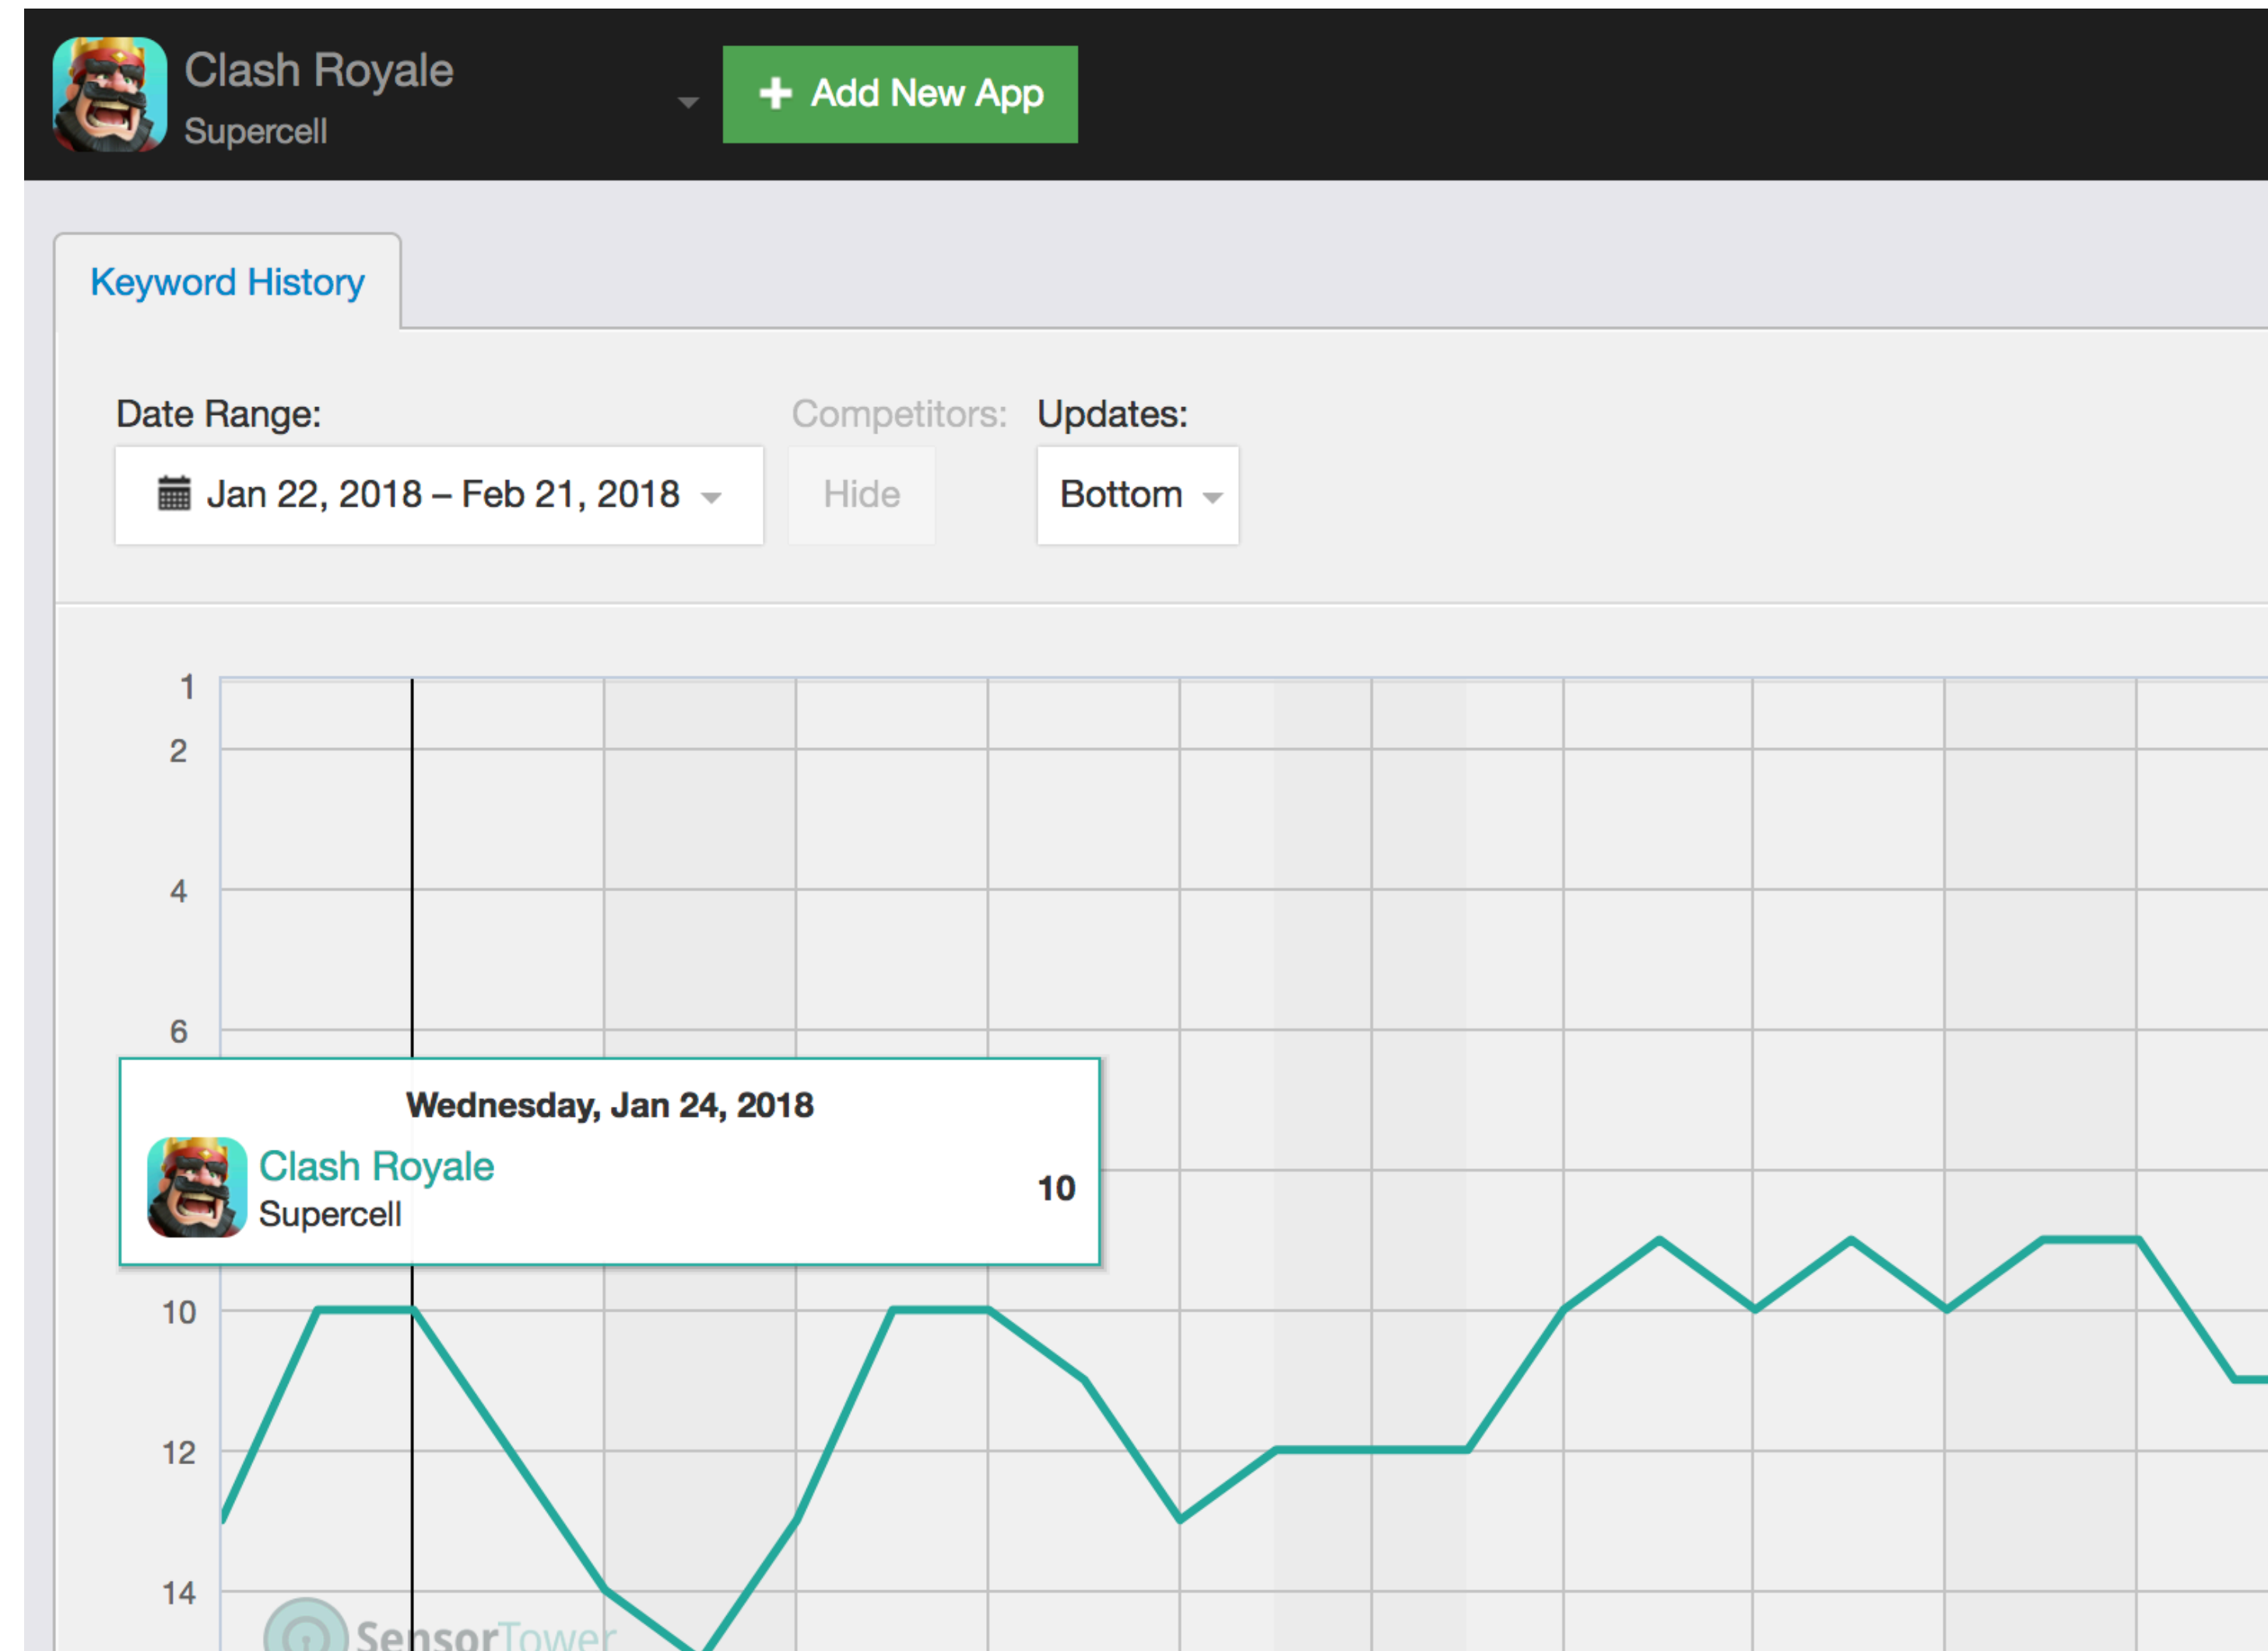 Clash Royale
Supercell
Add New App
Keyword History
Date Range:
Competitors:
Updates:
Jan 22, 2018 – Feb 21, 2018
Hide
Bottom
1
2
4
6
Wednesday, Jan 24, 2018
Clash Royale
Supercell
10
10
12
14
SensorTower